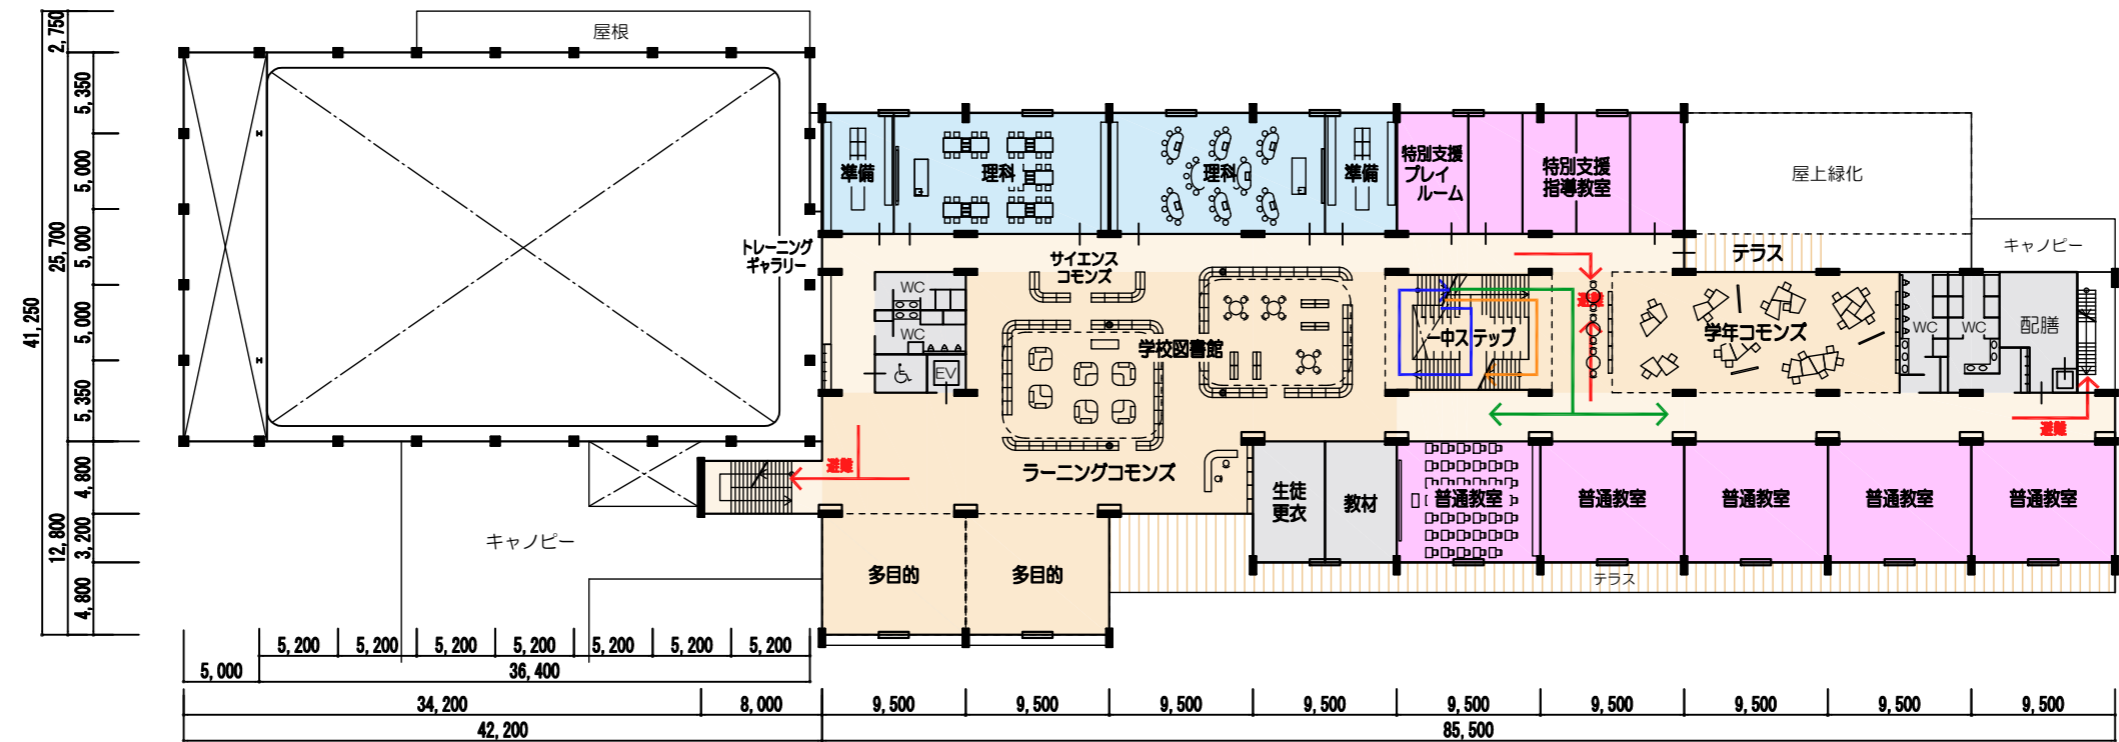 屋根
準備
理科
理科
準備
特別支援
プレイ
ルーム
特別支援
指導教室
屋上緑化
キャノピー
テラス
トレーニング
ギャラリー
サイエンス
コモンズ
WC
WC
EV
学校図書館
一中ステップ
避難
学年コモンズ
WC
WC
配膳
避難
避難
ラーニングコモンズ
生徒
更衣
教材
普通教室
普通教室
普通教室
普通教室
普通教室
キャノピー
多目的
多目的
テラス
2,750
5,350
5,000
5,000
5,000
5,350
4,800
3,200
4,800
25,700
12,800
41,250
5,200
5,200
5,200
5,200
5,200
5,200
5,200
5,000
36,400
34,200
8,000
9,500
9,500
9,500
9,500
9,500
9,500
9,500
9,500
9,500
42,200
85,500